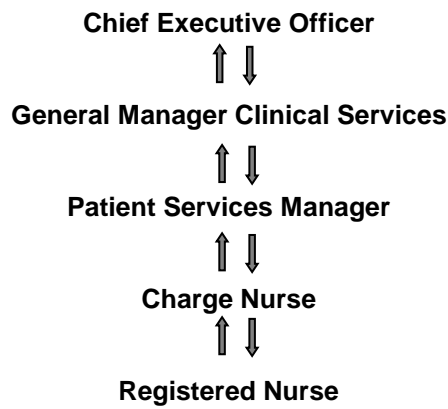 Chief Executive Officer
General Manager Clinical Services
Patient Services Manager
Charge Nurse
Registered Nurse